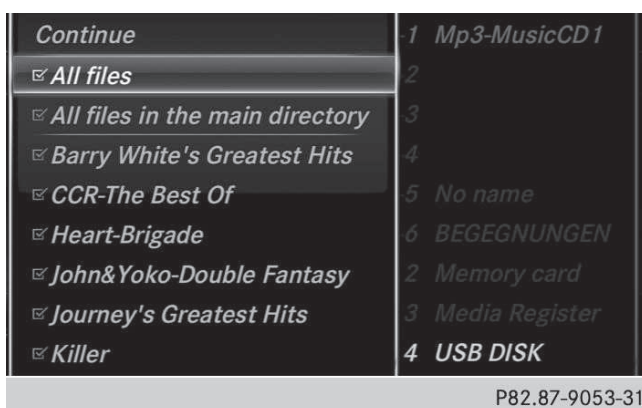 Continue
All files
All files in the main directory
Barry White's Greatest Hits
CCR-The Best Of
Heart-Brigade
John&Yoko-Double Fantasy
Journey's Greatest Hits
Killer
1 Mp3-MusicCD1
2
3
4
5 No name
6 BEGEGNUNGEN
2 Memory card
3 Media Register
4 USB DISK
P82.87-9053-31